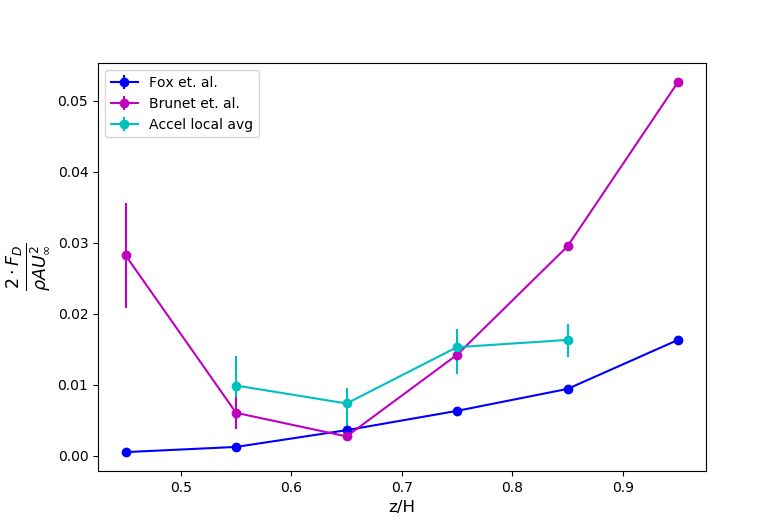 Fox et. al.
Brunet et. al.
Accel local avg
0.05
0.04
0.03
0.02
0.01
0.00
2 · F_D
ρAU_∞^2
0.5 0.6 0.7 0.8 0.9
z/H